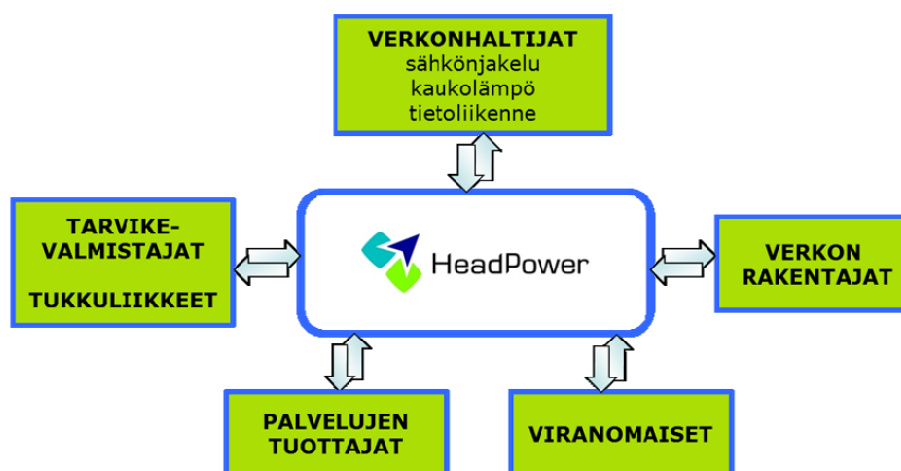 VERKONHALTIJAT
sähkönjakelu
kaukolämpö
tietoliikenne
TARVIKE-
VALMISTAJAT
TUKKULIIKKEET
HeadPower
VERKON
RAKENTAJAT
PALVELUJEN
TUOTTAJAT
VIRANOMAISET